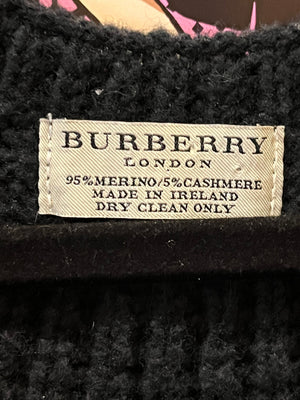 BURBERRY
LONDON
95%MERINO/5%CASHMERE
MADE IN IRELAND
DRY CLEAN ONLY